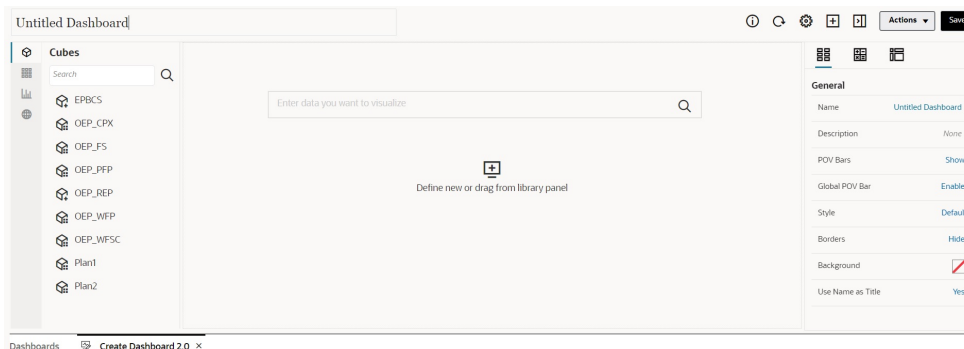 Untitled Dashboard
Actions
Save
Cubes
Search
EPBCS
OEP_CPX
OEP_FS
OEP_PFP
OEP_REP
OEP_WFP
OEP_WFSC
Plan1
Plan2
Enter data you want to visualize
Define new or drag from library panel
General
Name Untitled Dashboard
Description None
POV Bars Show
Global POV Bar Enable
Style Defaul
Borders Hide
Background
Use Name as Title Yes
Dashboards Create Dashboard 2.0 ×